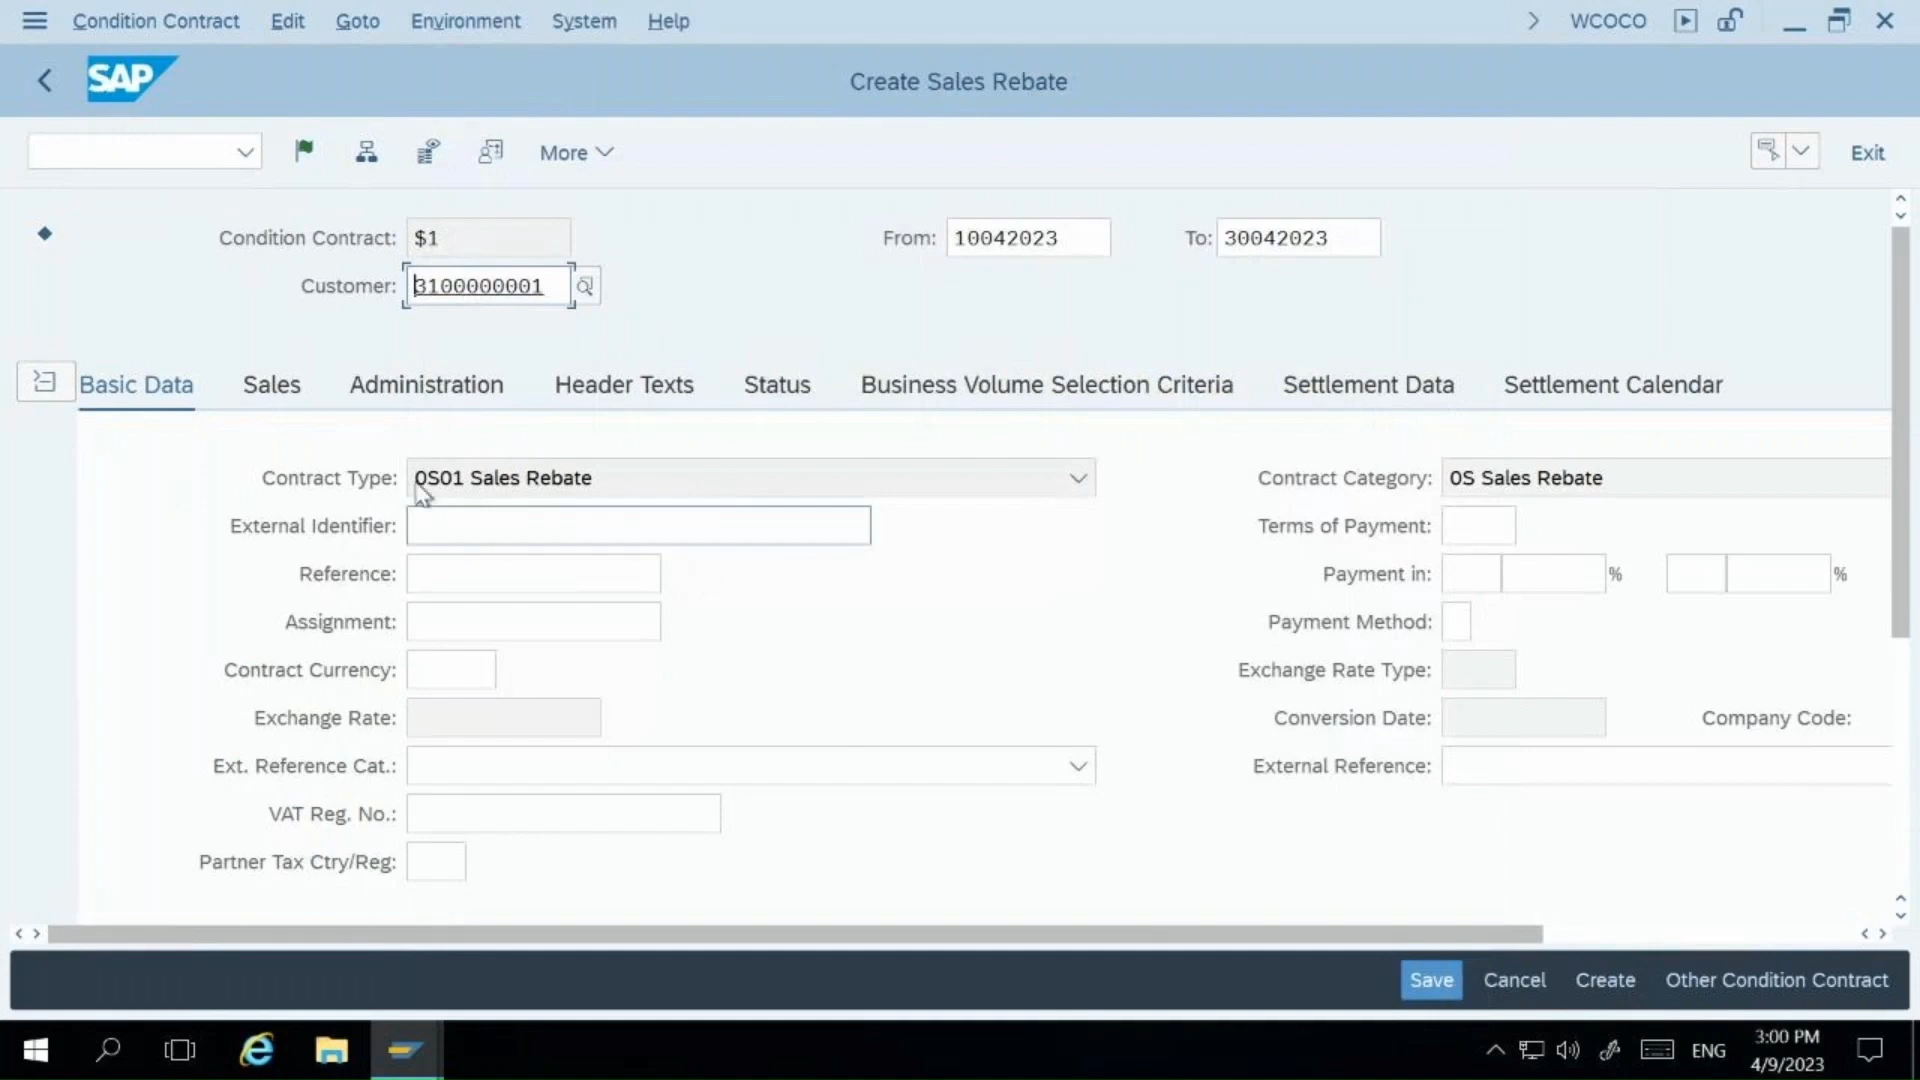 Condition Contract Edit Goto Environment System Help WCOCO
SAP Create Sales Rebate
More Exit
Condition Contract: $1 From: 10042023 To: 30042023
Customer: 3100000001
Basic Data Sales Administration Header Texts Status Business Volume Selection Criteria Settlement Data Settlement Calendar
Contract Type: 0S01 Sales Rebate Contract Category: 0S Sales Rebate
External Identifier: Terms of Payment:
Reference: Payment in: % %
Assignment: Payment Method:
Contract Currency: Exchange Rate Type:
Exchange Rate: Conversion Date: Company Code:
Ext. Reference Cat.: External Reference:
VAT Reg. No.:
Partner Tax Ctry/Reg:
Save Cancel Create Other Condition Contract
ENG 3:00 PM
4/9/2023